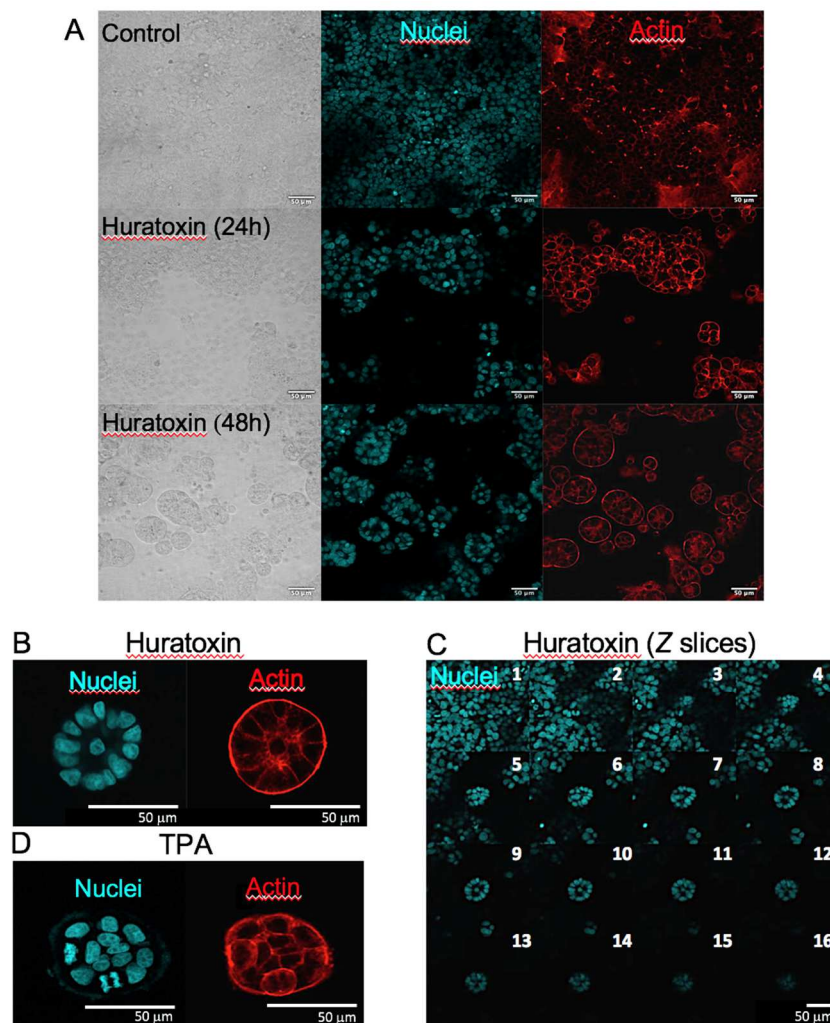 A
Control
Nuclei
Actin
50 µm
50 µm
50 µm
Huratoxin (24h)
50 µm
50 µm
50 µm
Huratoxin (48h)
50 µm
50 µm
50 µm
B
Huratoxin
Nuclei
Actin
50 µm
50 µm
C
Huratoxin (Z slices)
Nuclei
1 2 3 4
5 6 7 8
9 10 11 12
13 14 15 16
50 µm
D
TPA
Nuclei
Actin
50 µm
50 µm